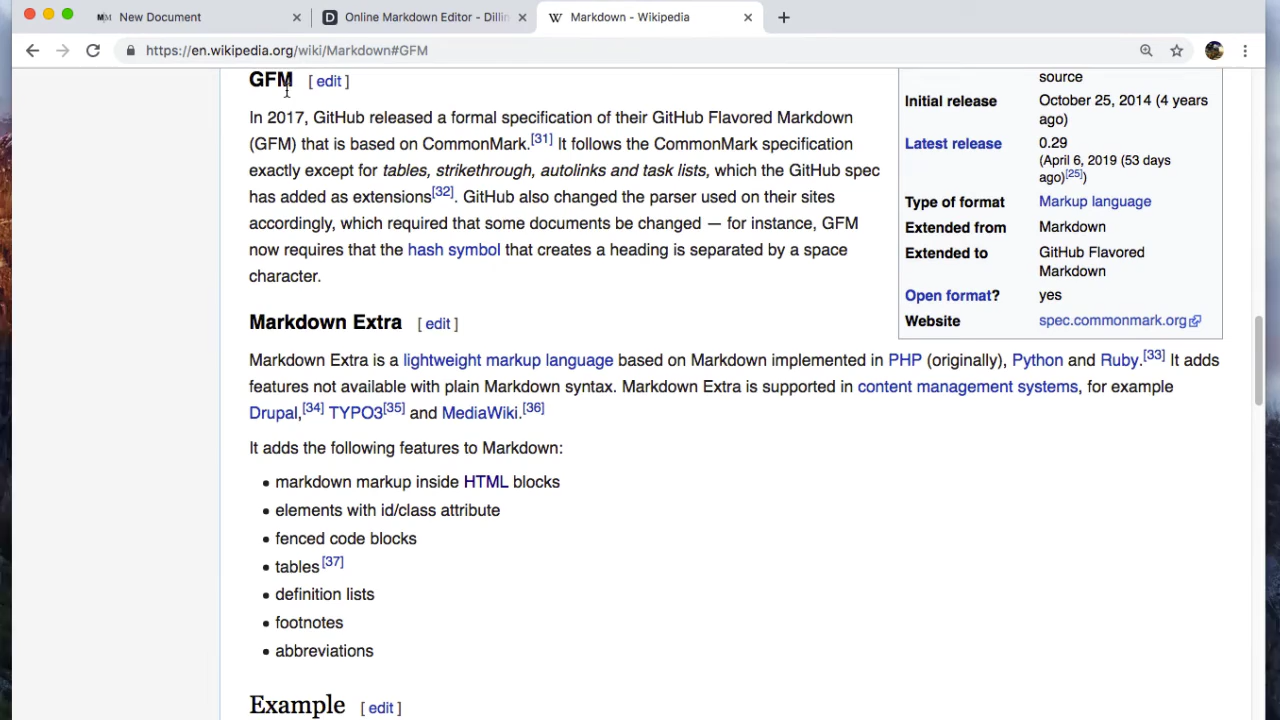 New Document
Online Markdown Editor - Dillin
Markdown - Wikipedia
https://en.wikipedia.org/wiki/Markdown#GFM
GFM [ edit ]
In 2017, GitHub released a formal specification of their GitHub Flavored Markdown
(GFM) that is based on CommonMark.[31] It follows the CommonMark specification
exactly except for tables, strikethrough, autolinks and task lists, which the GitHub spec
has added as extensions[32]. GitHub also changed the parser used on their sites
accordingly, which required that some documents be changed — for instance, GFM
now requires that the hash symbol that creates a heading is separated by a space
character.
source
Initial release October 25, 2014 (4 years
ago)
Latest release 0.29
(April 6, 2019 (53 days
ago)[25])
Type of format Markup language
Extended from Markdown
Extended to GitHub Flavored
Markdown
Open format? yes
Website spec.commonmark.org
Markdown Extra [ edit ]
Markdown Extra is a lightweight markup language based on Markdown implemented in PHP (originally), Python and Ruby.[33] It adds
features not available with plain Markdown syntax. Markdown Extra is supported in content management systems, for example
Drupal,[34] TYPO3[35] and MediaWiki.[36]
It adds the following features to Markdown:
• markdown markup inside HTML blocks
• elements with id/class attribute
• fenced code blocks
• tables[37]
• definition lists
• footnotes
• abbreviations
Example [ edit ]